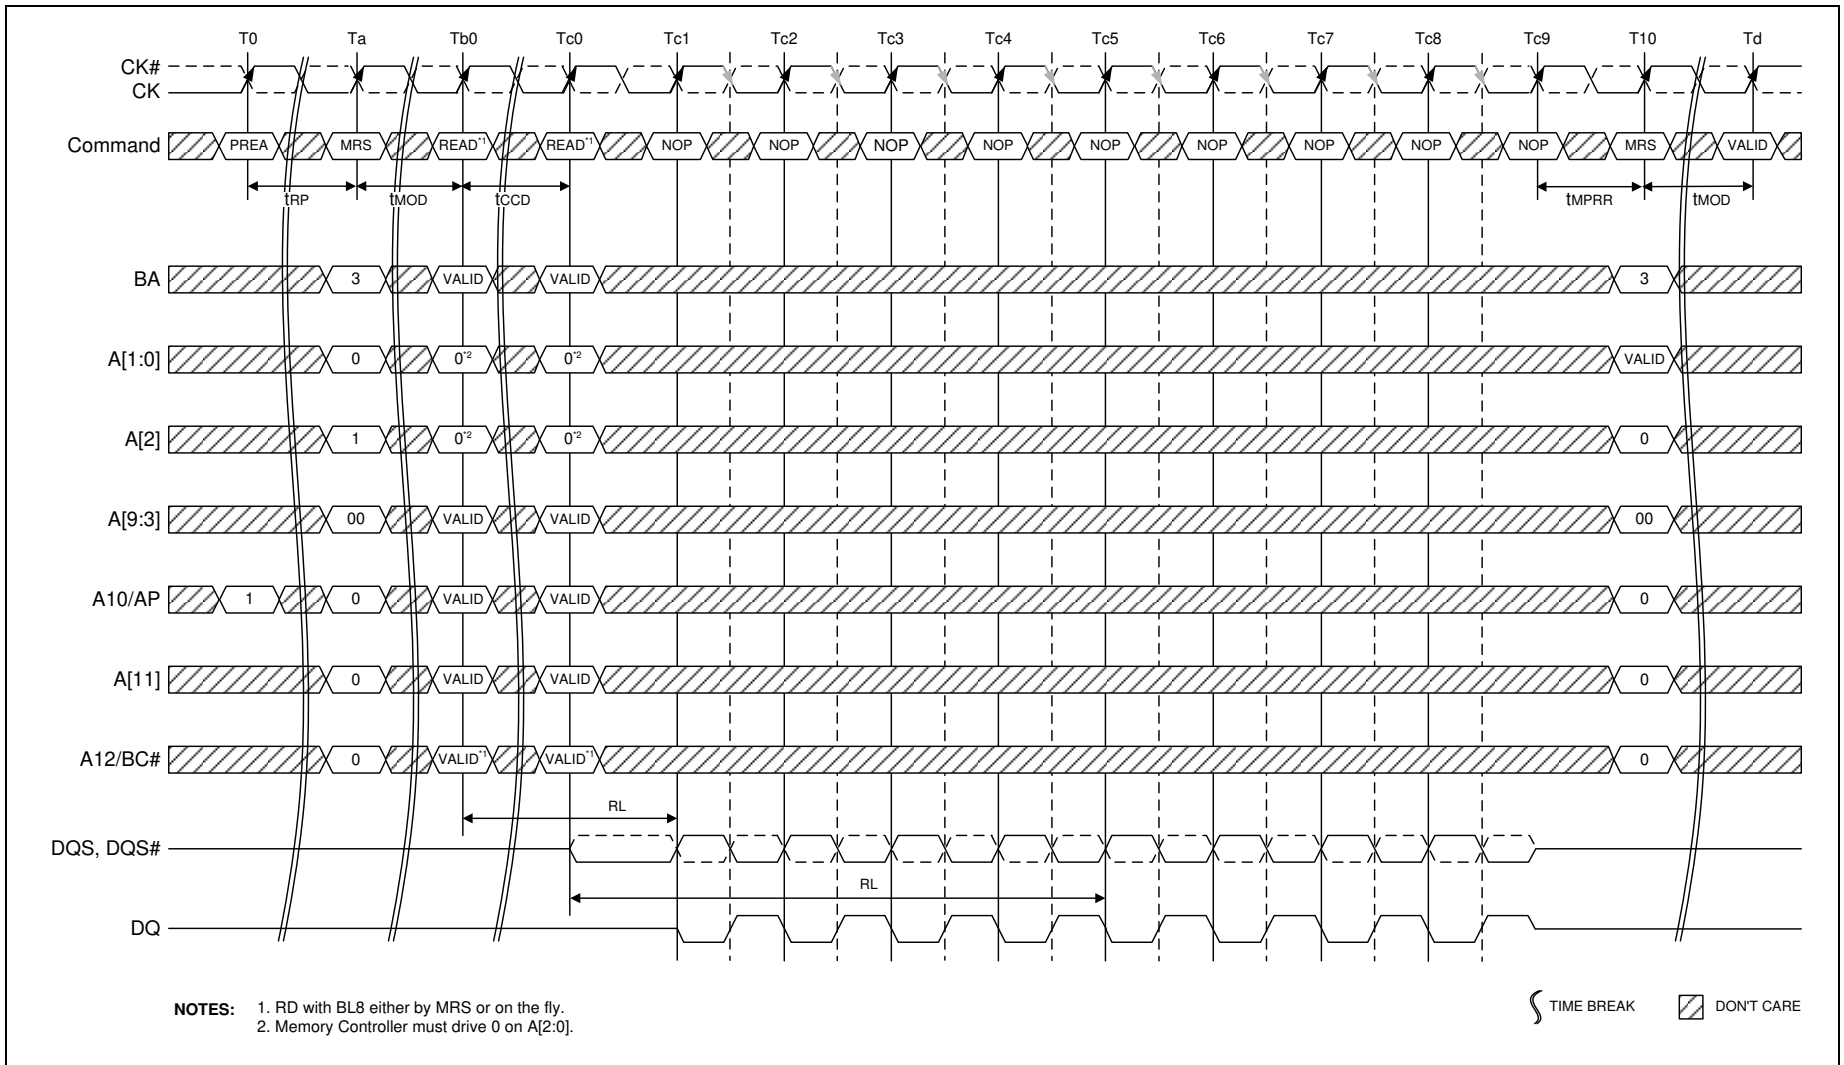 T0 Ta Tb0 Tc0 Tc1 Tc2 Tc3 Tc4 Tc5 Tc6 Tc7 Tc8 Tc9 T10 Td
CK#
CK
Command PREA MRS READ*1 READ*1 NOP NOP NOP NOP NOP NOP NOP NOP NOP MRS VALID
tRP tMOD tCCD tMPRR tMOD
BA 3 VALID VALID 3
A[1:0] 0 0*2 0*2 VALID
A[2] 1 0*2 0*2 0
A[9:3] 00 VALID VALID 00
A10/AP 1 0 VALID VALID 0
A[11] 0 VALID VALID 0
A12/BC# 0 VALID*1 VALID*1 0
RL
DQS, DQS#
RL
DQ
NOTES: 1. RD with BL8 either by MRS or on the fly.
2. Memory Controller must drive 0 on A[2:0].
TIME BREAK DON'T CARE